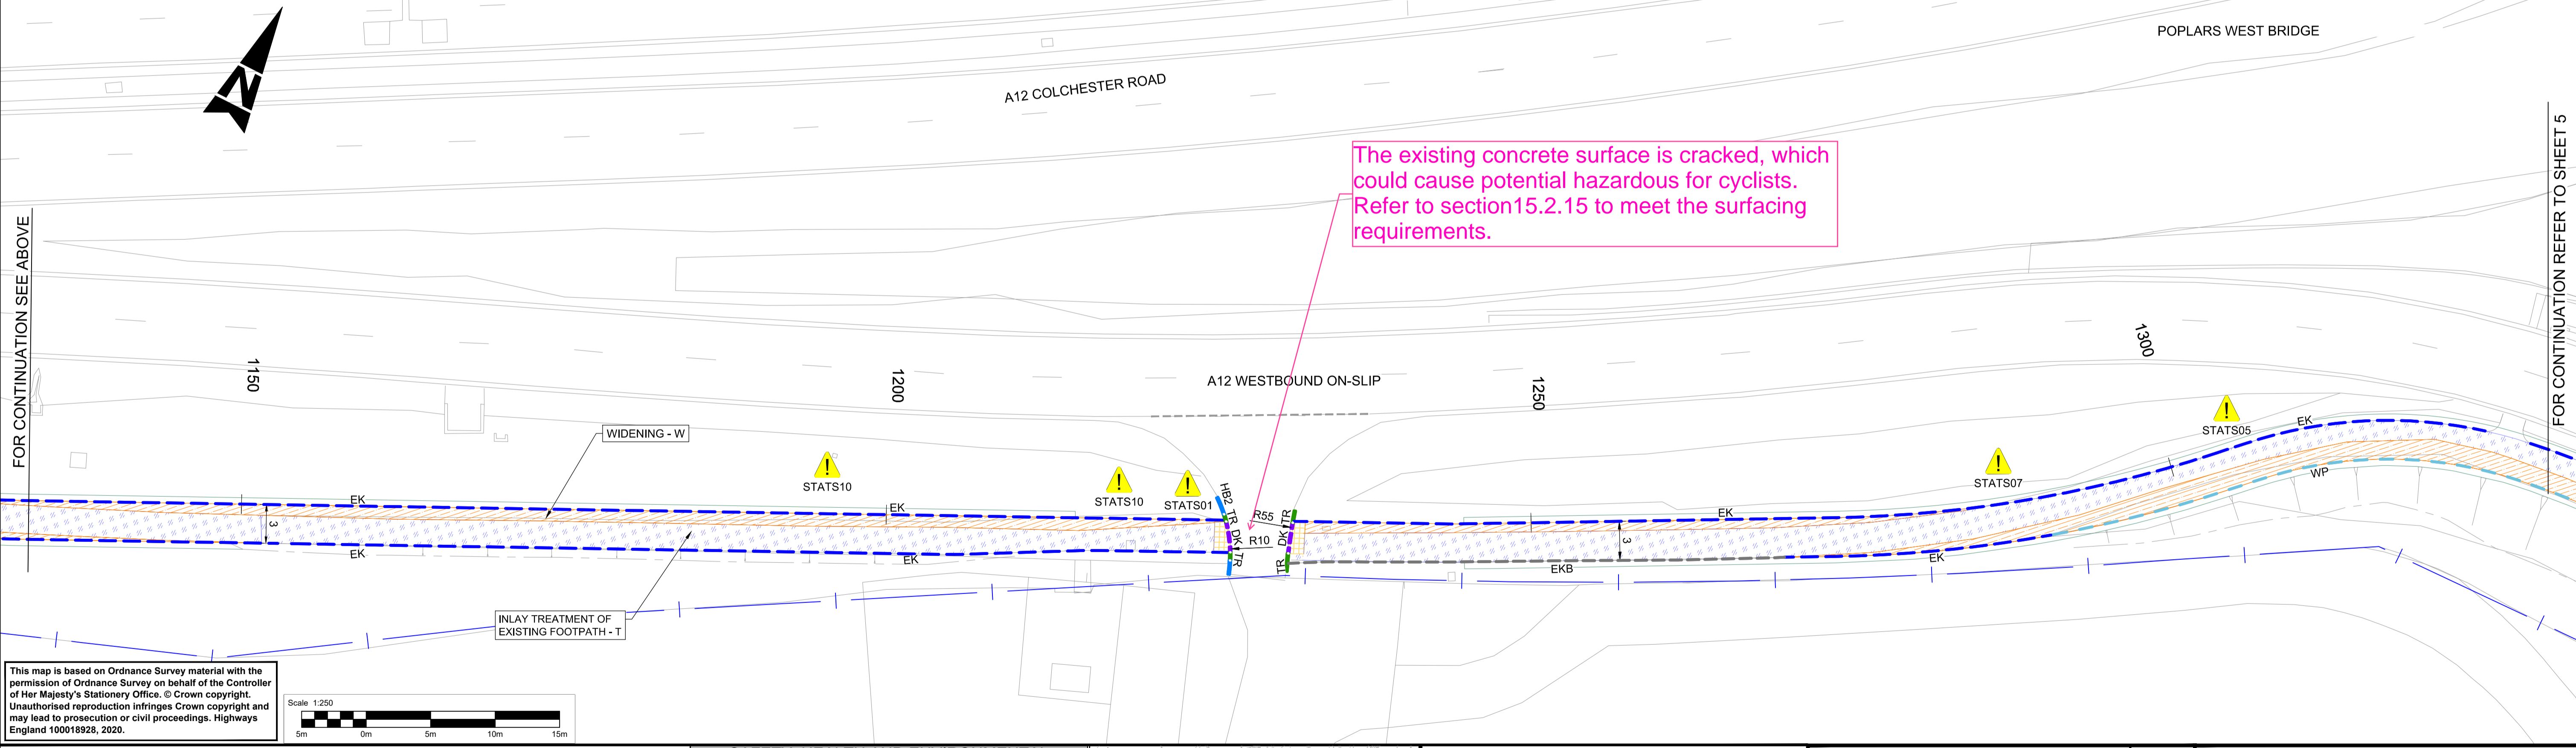 POPLARS WEST BRIDGE
N
A12 COLCHESTER ROAD
FOR CONTINUATION REFER TO SHEET 5
The existing concrete surface is cracked, which
could cause potential hazardous for cyclists.
Refer to section15.2.15 to meet the surfacing
requirements.
FOR CONTINUATION SEE ABOVE
1150
1200
A12 WESTBOUND ON-SLIP
1250
1300
WIDENING - W
STATS10
STATS10
STATS01
STATS07
STATS05
EK
WP
EK
EK
HB2
TR
DK
TR
R55
R10
TR
DK
TR
EK
3
EK
EK
3
EKB
EK
INLAY TREATMENT OF
EXISTING FOOTPATH - T
This map is based on Ordnance Survey material with the
permission of Ordnance Survey on behalf of the Controller
of Her Majesty's Stationery Office. © Crown copyright.
Unauthorised reproduction infringes Crown copyright and
may lead to prosecution or civil proceedings. Highways
England 100018928, 2020.
Scale 1:250
5m 0m 5m 10m 15m